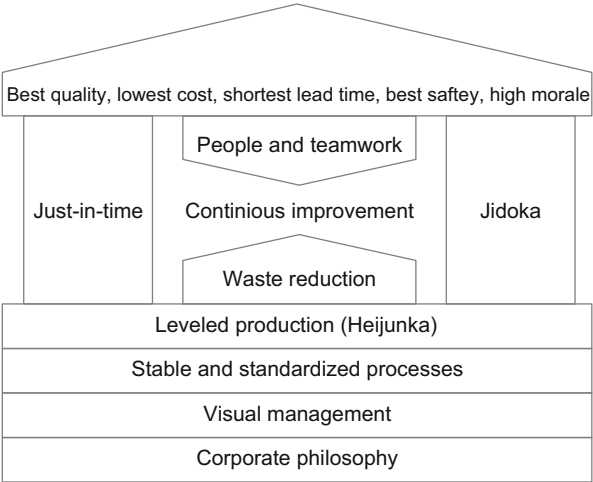 Best quality, lowest cost, shortest lead time, best saftey, high morale
People and teamwork
Just-in-time
Continious improvement
Jidoka
Waste reduction
Leveled production (Heijunka)
Stable and standardized processes
Visual management
Corporate philosophy